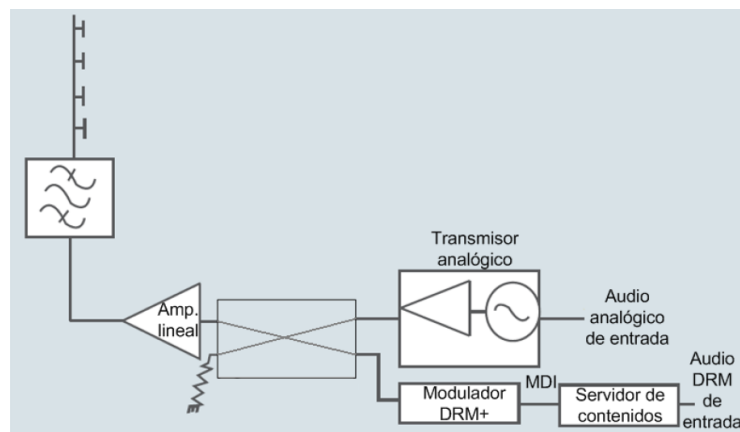 Transmisor
analógico
Amp.
lineal
Audio
analógico
de entrada
Modulador
DRM+
MDI
Servidor de
contenidos
Audio
DRM
de
entrada